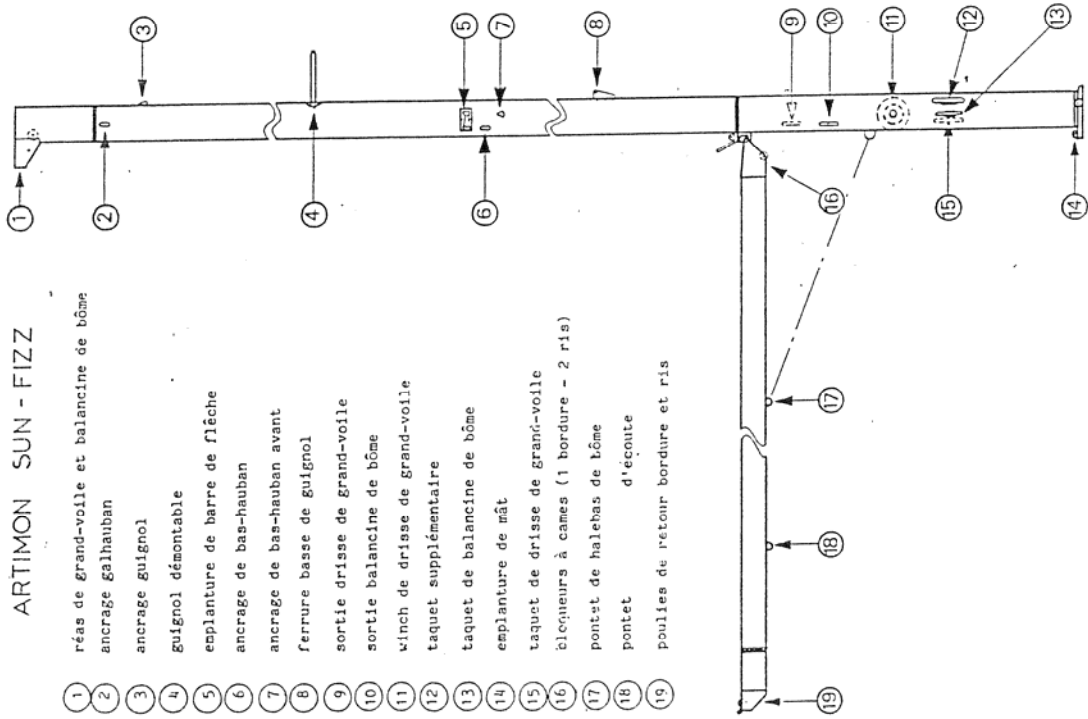 ARTIMON SUN - FIZZ
1 réas de grand-voile et balancine de bôme
2 ancrage galhauban
3 ancrage guignol
4 guignol démontable
5 emplanture de barre de flêche
6 ancrage de bas-hauban
7 ancrage de bas-hauban avant
8 ferrure basse de guignol
9 sortie drisse de grand-voile
10 sortie balancine de bôme
11 winch de drisse de grand-voile
12 taquet supplémentaire
13 taquet de balancine de bôme
14 emplanture de mât
15 taquet de drisse de grand-voile
16 bloqueurs à cames (1 bordure - 2 ris)
17 pontet de halebas de bôme
18 pontet d'écoute
19 poulies de retour bordure et ris
1
2
3
4
5
6
7
8
9
10
11
12
13
14
15
16
17
18
19